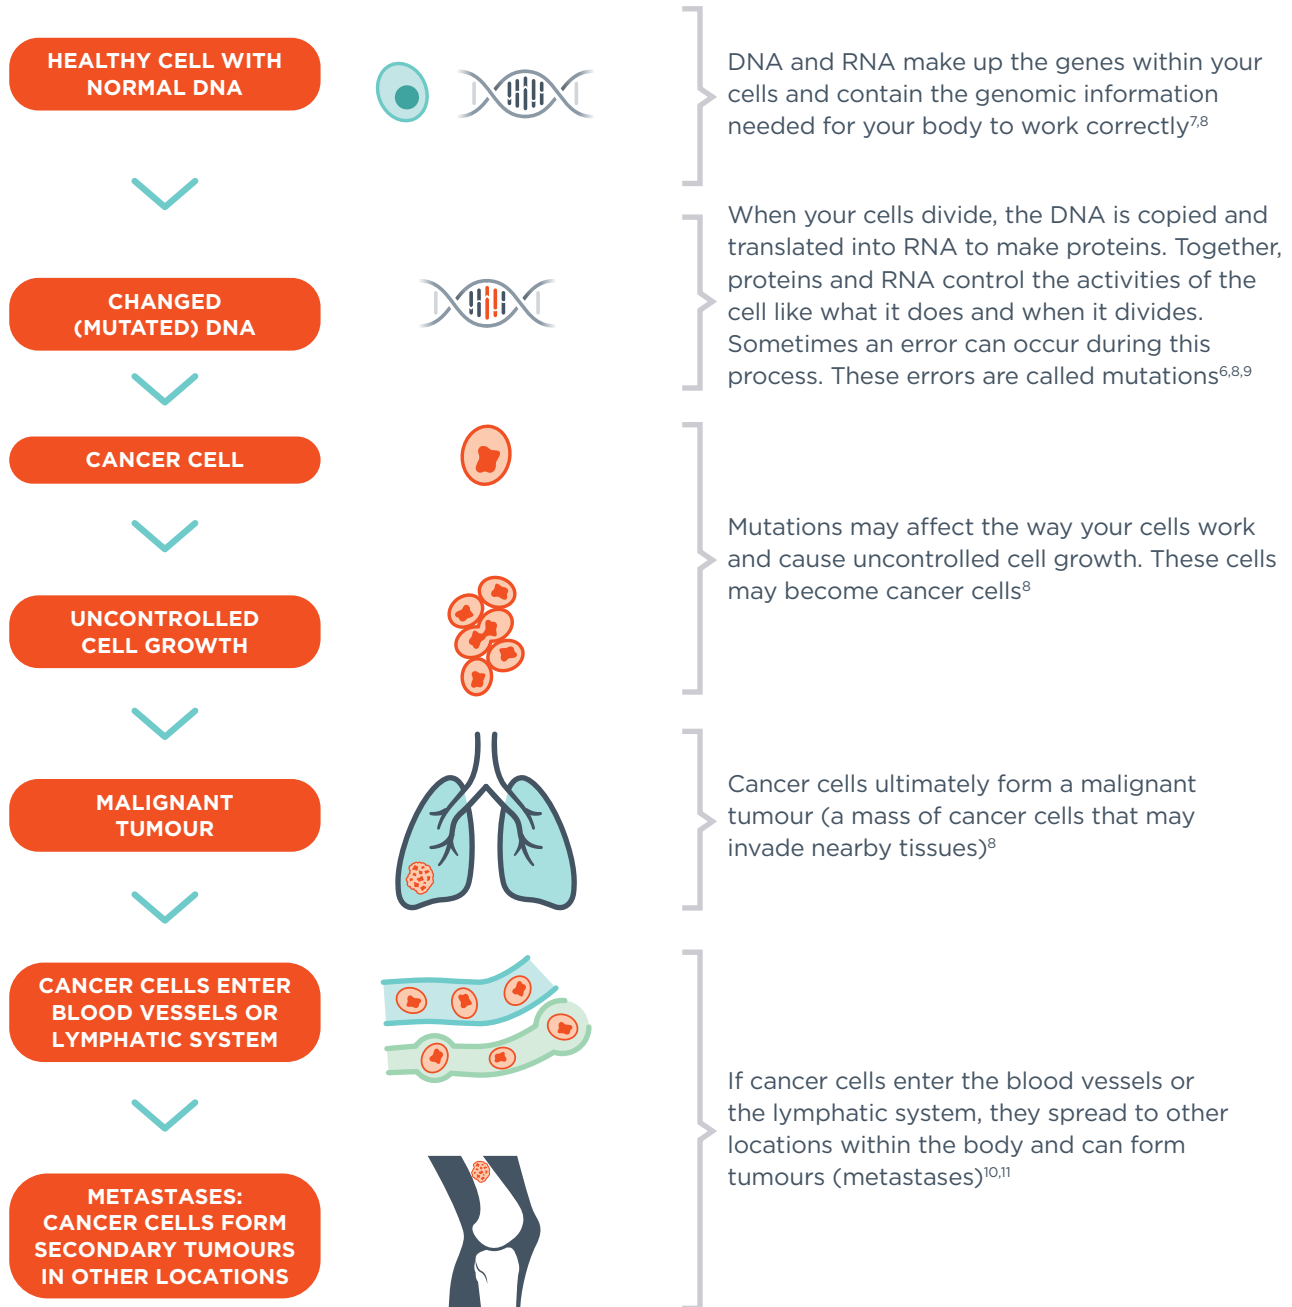 HEALTHY CELL WITH
NORMAL DNA
DNA and RNA make up the genes within your
cells and contain the genomic information
needed for your body to work correctly⁷,⁸
CHANGED
(MUTATED) DNA
When your cells divide, the DNA is copied and
translated into RNA to make proteins. Together,
proteins and RNA control the activities of the
cell like what it does and when it divides.
Sometimes an error can occur during this
process. These errors are called mutations⁶,⁸,⁹
CANCER CELL
UNCONTROLLED
CELL GROWTH
Mutations may affect the way your cells work
and cause uncontrolled cell growth. These cells
may become cancer cells⁸
MALIGNANT
TUMOUR
Cancer cells ultimately form a malignant
tumour (a mass of cancer cells that may
invade nearby tissues)⁸
CANCER CELLS ENTER
BLOOD VESSELS OR
LYMPHATIC SYSTEM
METASTASES:
CANCER CELLS FORM
SECONDARY TUMOURS
IN OTHER LOCATIONS
If cancer cells enter the blood vessels or
the lymphatic system, they spread to other
locations within the body and can form
tumours (metastases)¹⁰,¹¹